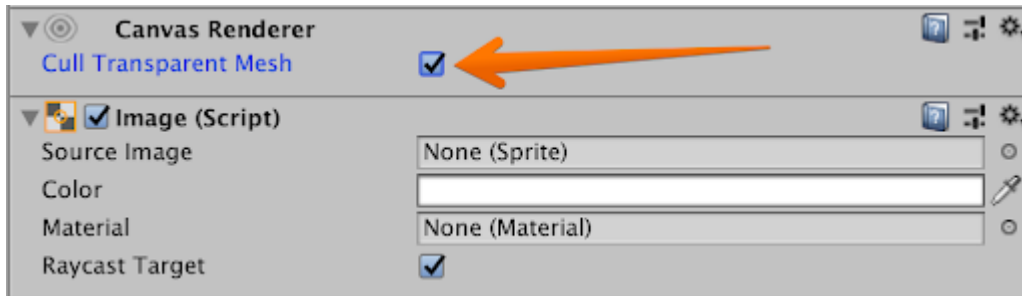 Canvas Renderer
Cull Transparent Mesh
Image (Script)
Source Image None (Sprite)
Color
Material None (Material)
Raycast Target